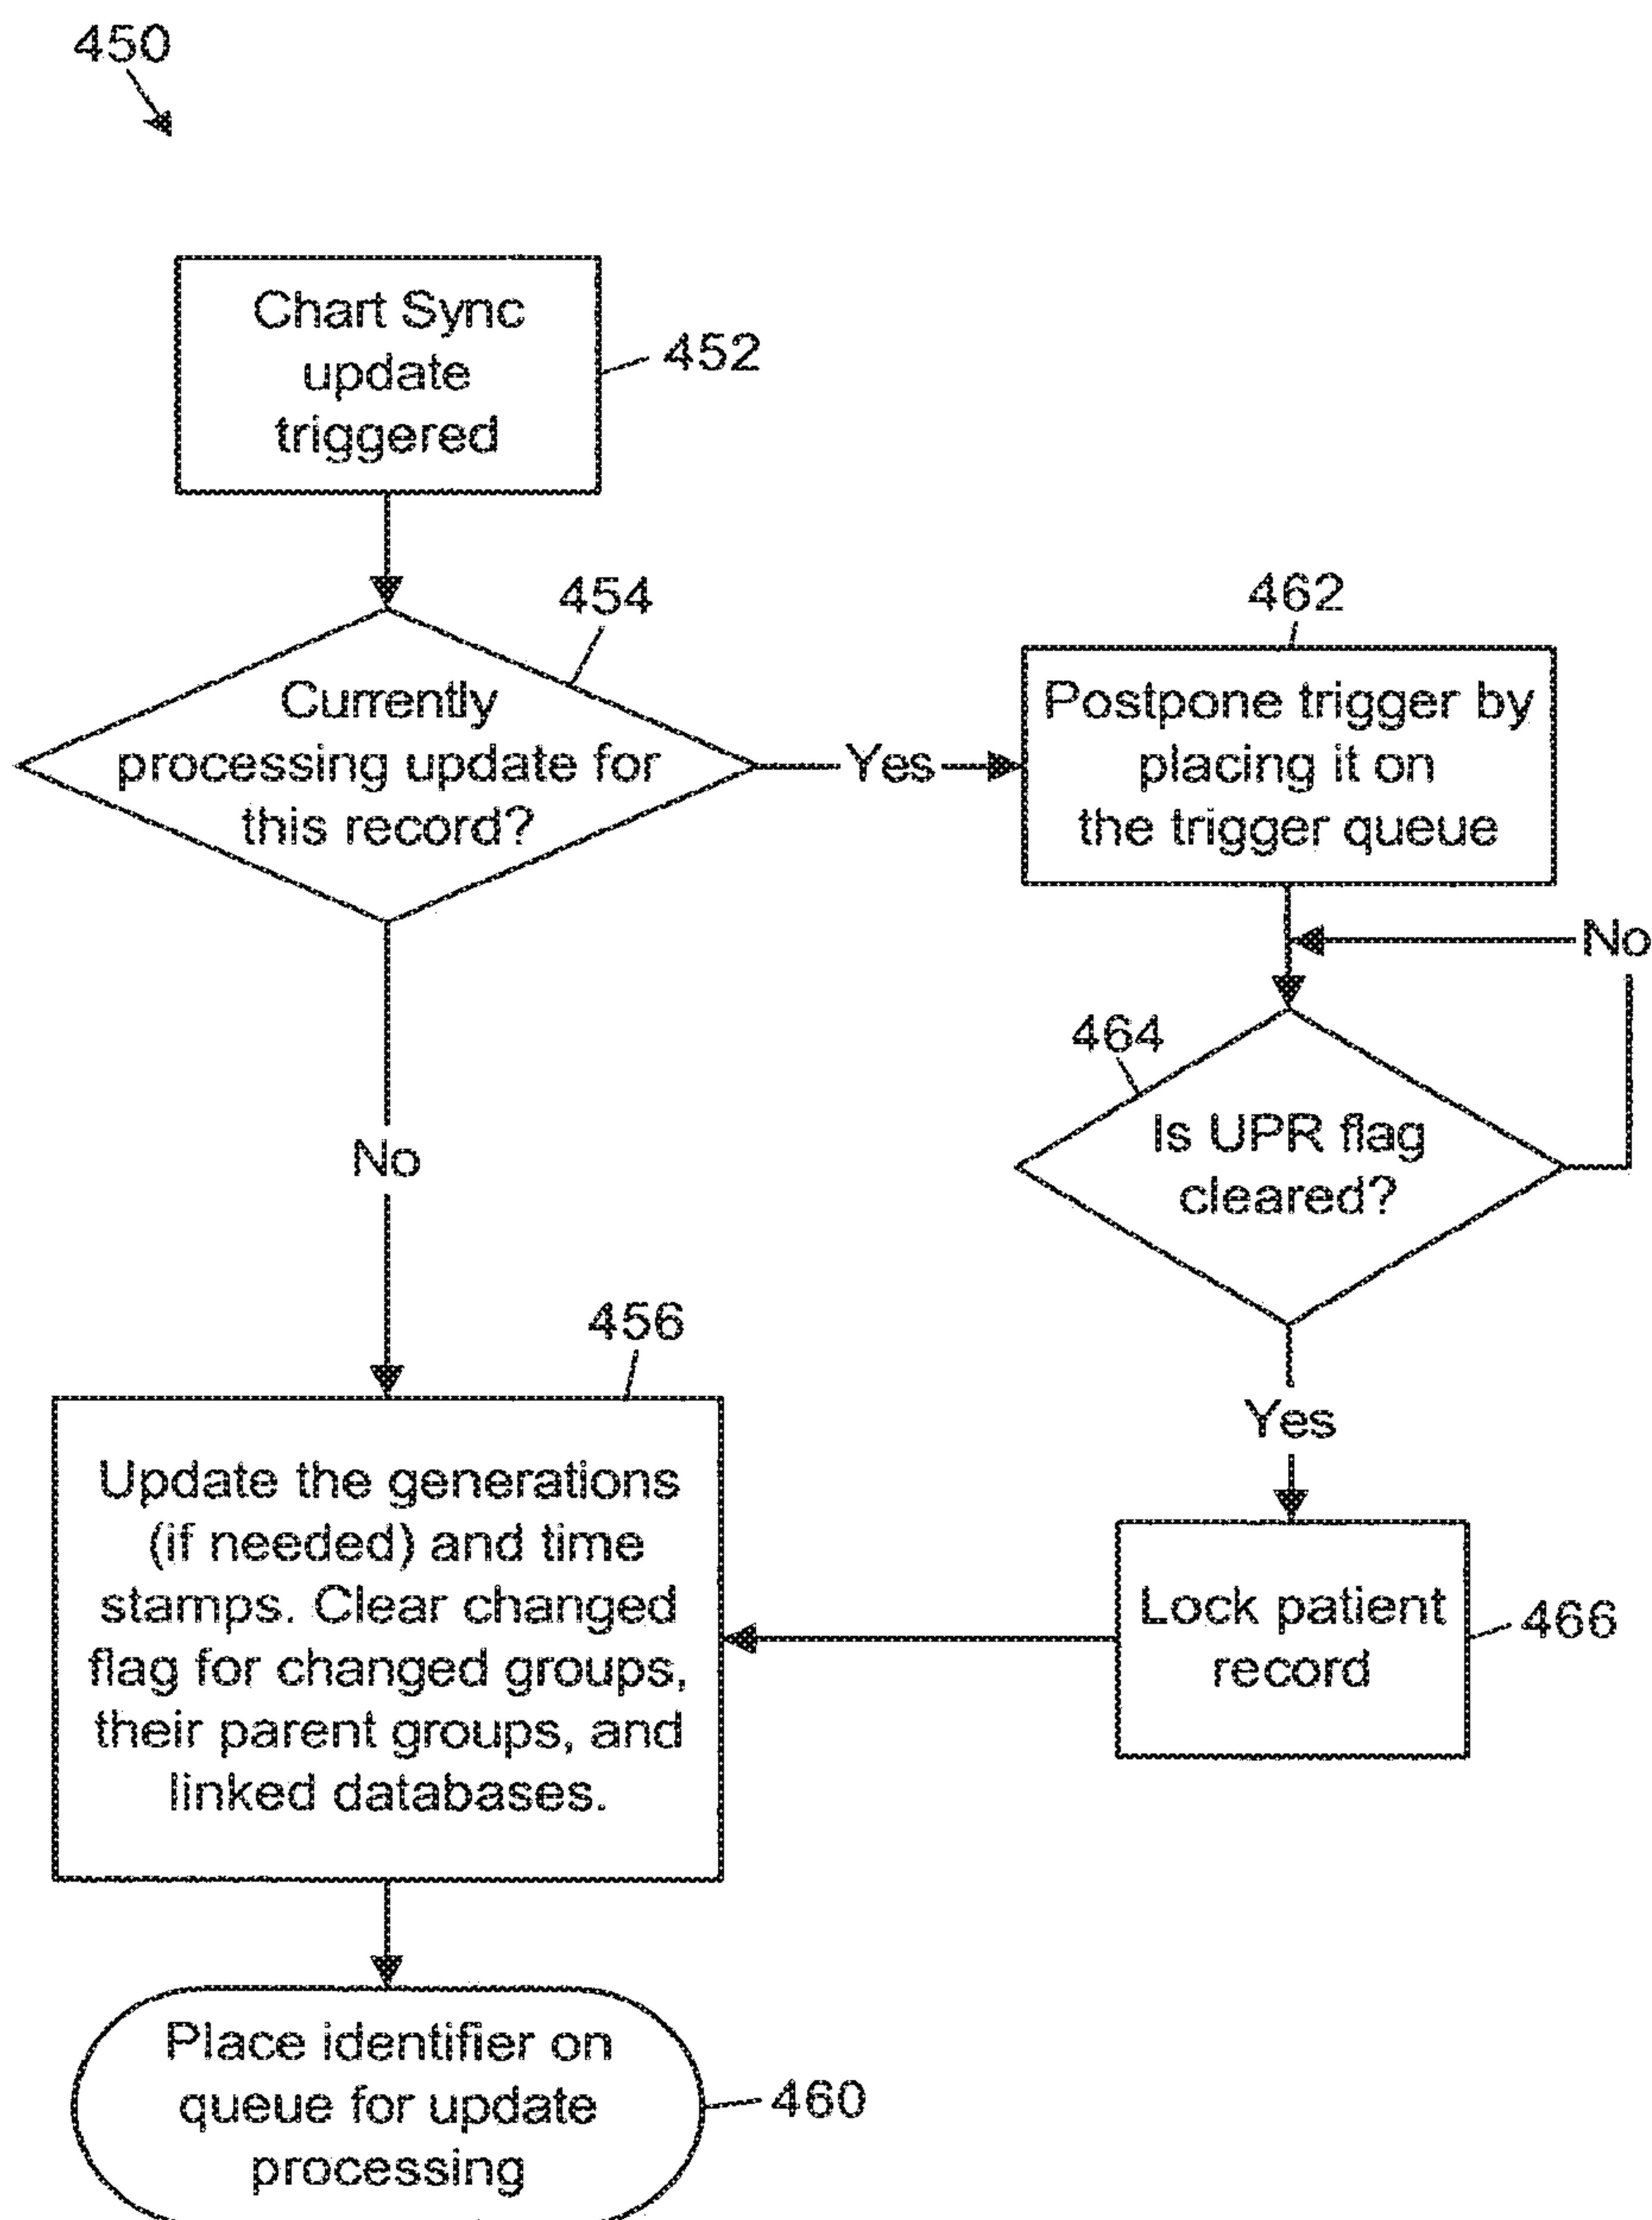 450
Chart Sync
update
triggered
452
454
Currently
processing update for
this record?
Yes
462
Postpone trigger by
placing it on
the trigger queue
No
464
Is UPR flag
cleared?
No
Yes
456
Update the generations
(if needed) and time
stamps. Clear changed
flag for changed groups,
their parent groups, and
linked databases.
Lock patient
record
466
Place identifier on
queue for update
processing
460